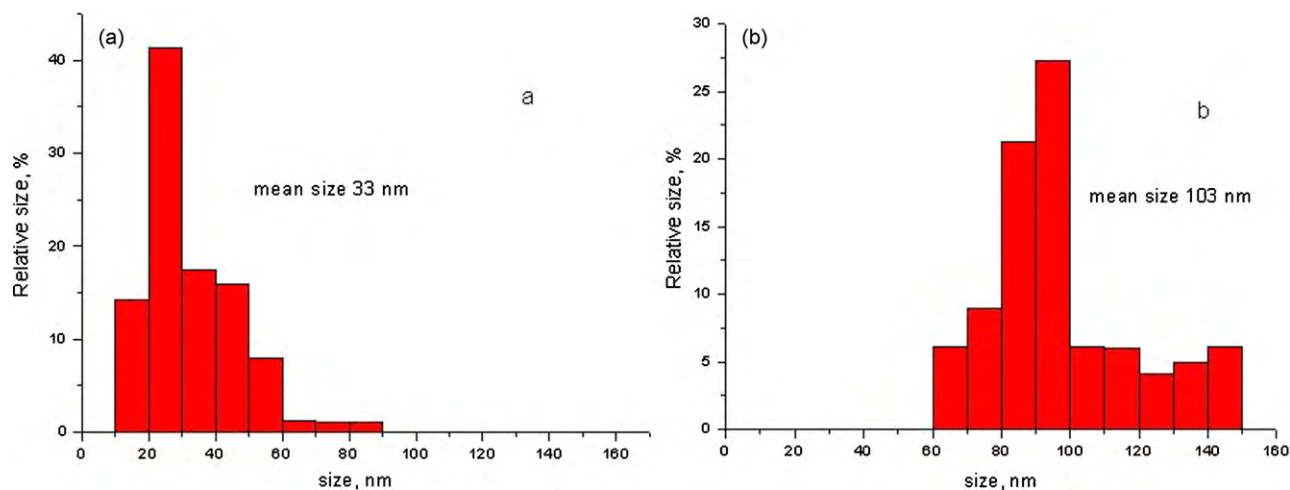 (a)
a
mean size 33 nm
Relative size, %
40
30
20
10
0
0 20 40 60 80 100 120 140 160
size, nm
(b)
b
mean size 103 nm
Relative size, %
30
25
20
15
10
5
0
0 20 40 60 80 100 120 140 160
size, nm